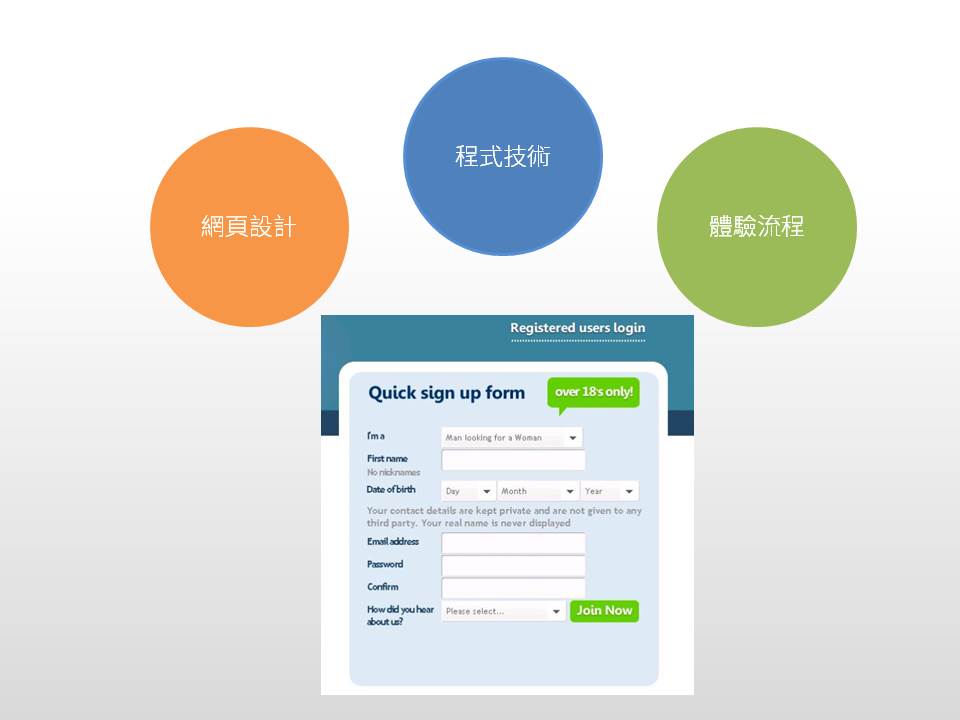 程式技術
網頁設計
體驗流程
Registered users login
Quick sign up form
over 18's only!
I'm a
Man looking for a Woman
First name
No nicknames
Date of birth
Day
Month
Year
Your contact details are kept private and are not given to any
third party. Your real name is never displayed
Email address
Password
Confirm
How did you hear
about us?
Please select...
Join Now